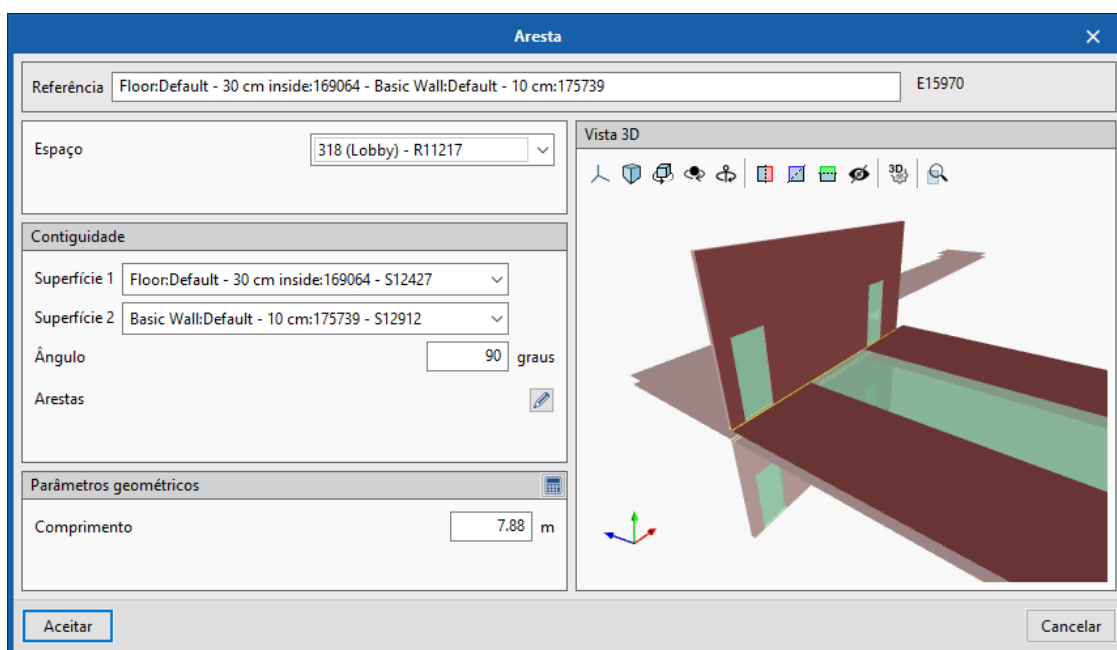 Aresta
Referência Floor:Default - 30 cm inside:169064 - Basic Wall:Default - 10 cm:175739 E15970
Espaço 318 (Lobby) - R11217
Contiguidade
Superfície 1 Floor:Default - 30 cm inside:169064 - S12427
Superfície 2 Basic Wall:Default - 10 cm:175739 - S12912
Ângulo 90 graus
Arestas
Parâmetros geométricos
Comprimento 7.88 m
Vista 3D
3D
Aceitar Cancelar